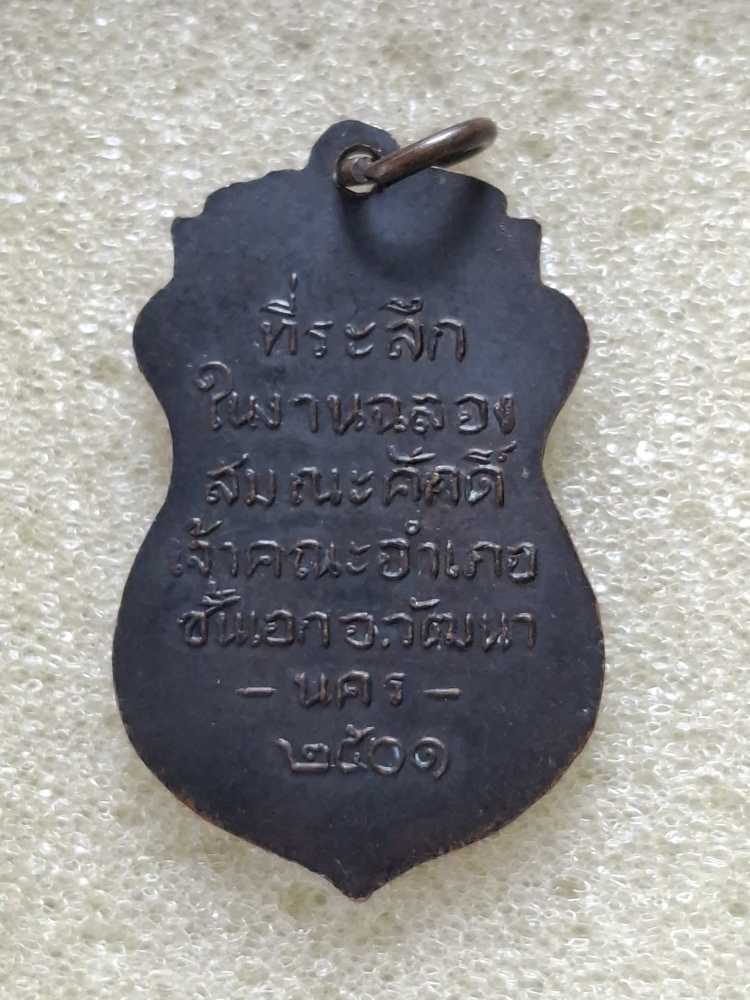 ที่ระลึก
ในงานฉลอง
สมณะศักดิ์
เจ้าคณะอำเภอ
ชั้นเอก อ.วัฒนา
- นคร -
๒๕๐๑